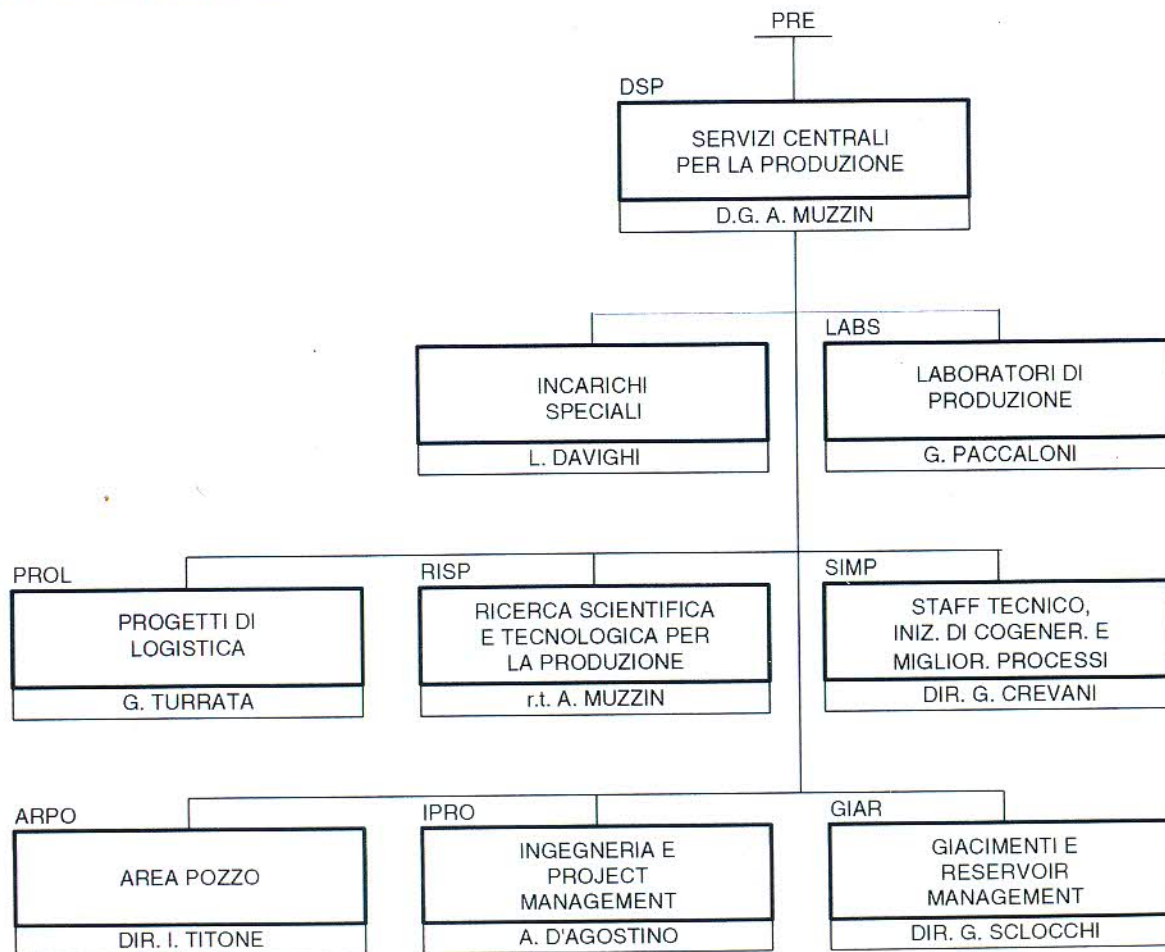 PRE
DSP
SERVIZI CENTRALI
PER LA PRODUZIONE
D.G. A. MUZZIN
INCARICHI
SPECIALI
L. DAVIGHI
LABS
LABORATORI DI
PRODUZIONE
G. PACCALONI
PROL
PROGETTI DI
LOGISTICA
G. TURRATA
RISP
RICERCA SCIENTIFICA
E TECNOLOGICA PER
LA PRODUZIONE
r.t. A. MUZZIN
SIMP
STAFF TECNICO,
INIZ. DI COGENER. E
MIGLIOR. PROCESSI
DIR. G. CREVANI
ARPO
AREA POZZO
DIR. I. TITONE
IPRO
INGEGNERIA E
PROJECT
MANAGEMENT
A. D'AGOSTINO
GIAR
GIACIMENTI E
RESERVOIR
MANAGEMENT
DIR. G. SCLOCCHI